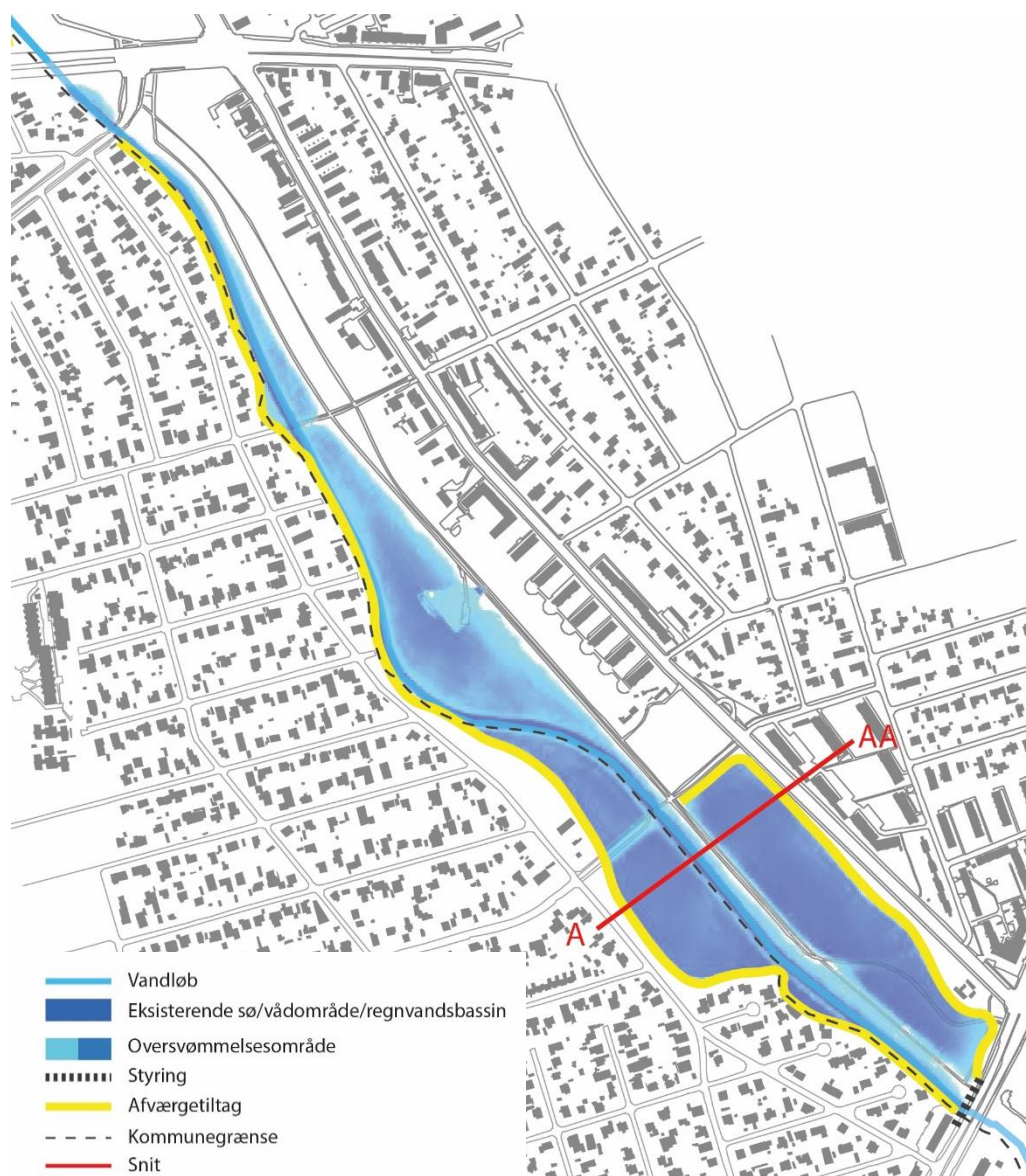 AA
A
Vandløb
Eksisterende sø/vådområde/regnvandsbassin
Oversvømmelsesområde
Styring
Afværgetiltag
Kommunegrænse
Snit